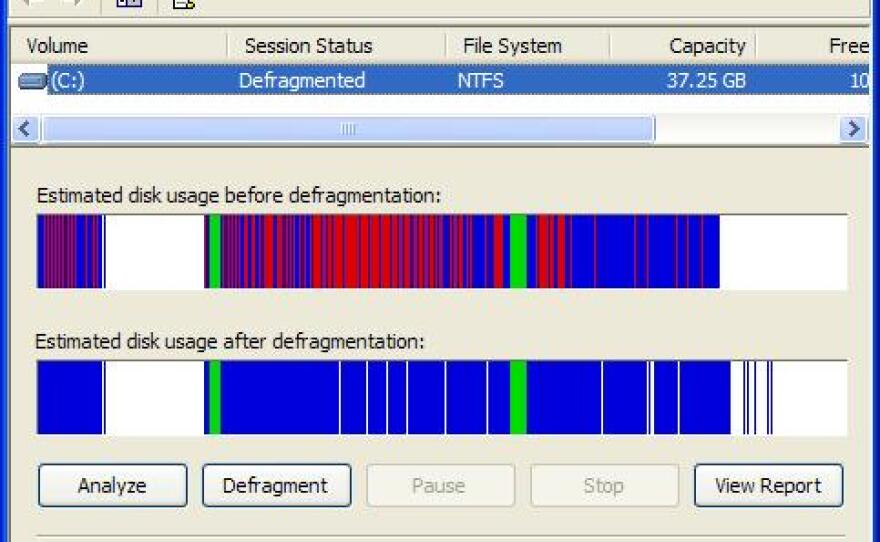 Volume Session Status File System Capacity Free
(C:) Defragmented NTFS 37.25 GB 10
Estimated disk usage before defragmentation:
Estimated disk usage after defragmentation:
Analyze Defragment Pause Stop View Report